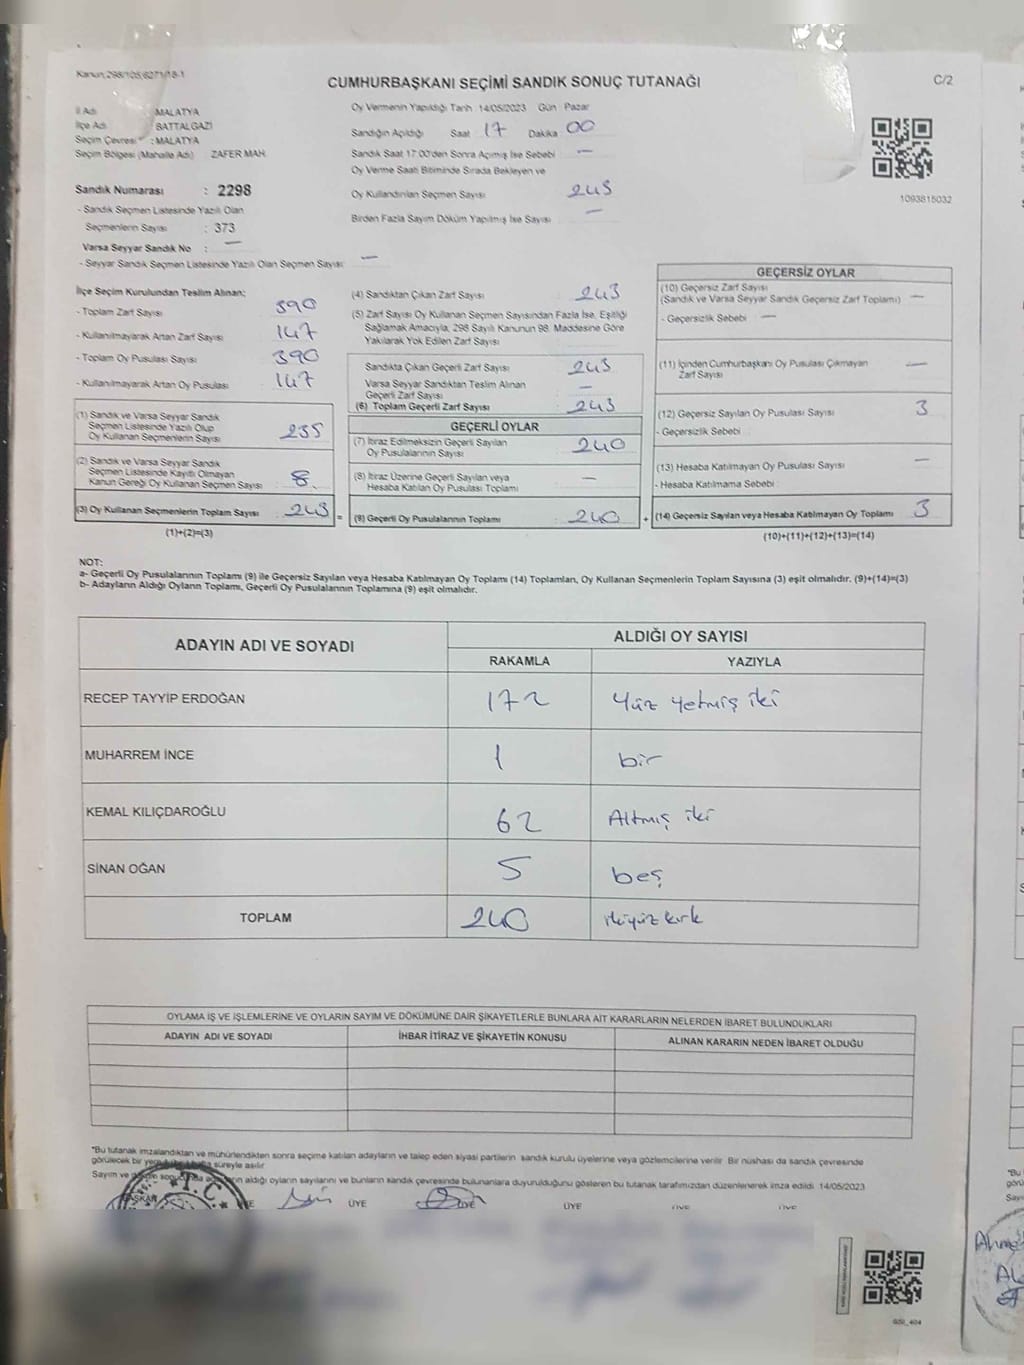 Kanun:298/105,6271/18-1
CUMHURBAŞKANI SEÇİMİ SANDIK SONUÇ TUTANAĞI
C/2
İl Adı : MALATYA
İlçe Adı : BATTALGAZİ
Seçim Çevresi : MALATYA
Seçim Bölgesi (Mahalle Adı) ZAFER MAH.
Sandık Numarası : 2298
- Sandık Seçmen Listesinde Yazılı Olan
Seçmenlerin Sayısı : 373
Varsa Seyyar Sandık No : —
- Seyyar Sandık Seçmen Listesinde Yazılı Olan Seçmen Sayısı: —
Oy Vermenin Yapıldığı Tarih 14/05/2023 Gün Pazar
Sandığın Açıldığı Saat 17 Dakika 00
Sandık Saat 17:00'den Sonra Açılmış İse Sebebi —
Oy Verme Saati Bitiminde Sırada Bekleyen ve
Oy Kullandırılan Seçmen Sayısı 243
Birden Fazla Sayım Döküm Yapılmış İse Sayısı —
1093815032
İlçe Seçim Kurulundan Teslim Alınan;
- Toplam Zarf Sayısı 390
- Kullanılmayarak Artan Zarf Sayısı 147
- Toplam Oy Pusulası Sayısı 390
- Kullanılmayarak Artan Oy Pusulası 147
(1) Sandık ve Varsa Seyyar Sandık
Seçmen Listesinde Yazılı Olup
Oy Kullanan Seçmenlerin Sayısı 235
(2) Sandık ve Varsa Seyyar Sandık
Seçmen Listesinde Kayıtlı Olmayan
Kanun Gereği Oy Kullanan Seçmen Sayısı 8
(3) Oy Kullanan Seçmenlerin Toplam Sayısı 243
(1)+(2)=(3)
(4) Sandıktan Çıkan Zarf Sayısı 243
(5) Zarf Sayısı Oy Kullanan Seçmen Sayısından Fazla İse, Eşitliği
Sağlamak Amacıyla, 298 Sayılı Kanunun 98. Maddesine Göre
Yakılarak Yok Edilen Zarf Sayısı
Sandıkta Çıkan Geçerli Zarf Sayısı 243
Varsa Seyyar Sandıktan Teslim Alınan
Geçerli Zarf Sayısı —
(6) Toplam Geçerli Zarf Sayısı 243
GEÇERLİ OYLAR
(7) İtiraz Edilmeksizin Geçerli Sayılan
Oy Pusulalarının Sayısı 240
(8) İtiraz Üzerine Geçerli Sayılan veya
Hesaba Katılan Oy Pusulası Toplamı —
= (9) Geçerli Oy Pusulalarının Toplamı 240
GEÇERSİZ OYLAR
(10) Geçersiz Zarf Sayısı
(Sandık ve Varsa Seyyar Sandık Geçersiz Zarf Toplamı) —
- Geçersizlik Sebebi : —
(11) İçinden Cumhurbaşkanı Oy Pusulası Çıkmayan
Zarf Sayısı —
(12) Geçersiz Sayılan Oy Pusulası Sayısı 3
- Geçersizlik Sebebi :
(13) Hesaba Katılmayan Oy Pusulası Sayısı —
- Hesaba Katılmama Sebebi :
+ (14) Geçersiz Sayılan veya Hesaba Katılmayan Oy Toplamı 3
(10)+(11)+(12)+(13)=(14)
NOT:
a- Geçerli Oy Pusulalarının Toplamı (9) ile Geçersiz Sayılan veya Hesaba Katılmayan Oy Toplamı (14) Toplamları, Oy Kullanan Seçmenlerin Toplam Sayısına (3) eşit olmalıdır. (9)+(14)=(3)
b- Adayların Aldığı Oyların Toplamı, Geçerli Oy Pusulalarının Toplamına (9) eşit olmalıdır.
ADAYIN ADI VE SOYADI ALDIĞI OY SAYISI
RAKAMLA YAZIYLA
RECEP TAYYİP ERDOĞAN 172 Yüz yetmiş iki
MUHARREM İNCE 1 bir
KEMAL KILIÇDAROĞLU 62 Altmış iki
SİNAN OĞAN 5 beş
TOPLAM 240 ikiyüz kırk
OYLAMA İŞ VE İŞLEMLERİNE VE OYLARIN SAYIM VE DÖKÜMÜNE DAİR ŞİKAYETLERLE BUNLARA AİT KARARLARIN NELERDEN İBARET BULUNDUKLARI
ADAYIN ADI VE SOYADI İHBAR İTİRAZ VE ŞİKAYETİN KONUSU ALINAN KARARIN NEDEN İBARET OLDUĞU
*Bu tutanak imzalandıktan ve mühürlendikten sonra seçime katılan adayların ve talep eden siyasi partilerin sandık kurulu üyelerine veya gözlemcilerine verilir. Bir nüshası da sandık çevresinde
görülecek bir süreyle asılır.
Sayım ve aldığı oyların sayılarını ve bunların sandık çevresinde bulunanlara duyurulduğunu gösteren bu tutanak tarafımızdan düzenlenerek imza edildi. 14/05/2023
BAŞKAN ÜYE ÜYE ÜYE ÜYE
T.C.